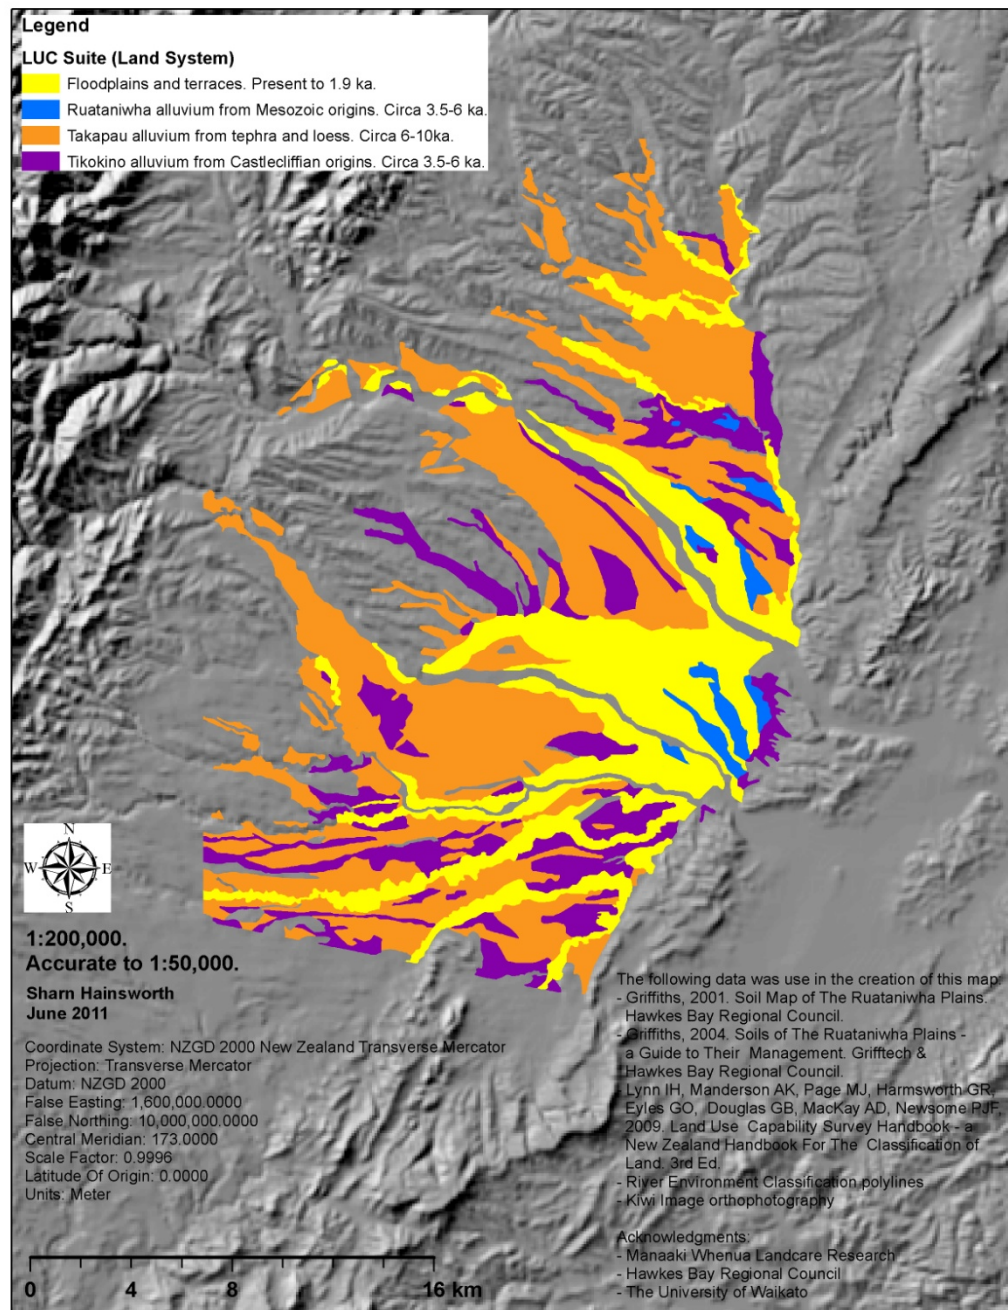 Legend
LUC Suite (Land System)
Floodplains and terraces. Present to 1.9 ka.
Ruataniwha alluvium from Mesozoic origins. Circa 3.5-6 ka.
Takapau alluvium from tephra and loess. Circa 6-10ka.
Tikokino alluvium from Castlecliffian origins. Circa 3.5-6 ka.
N
W E
S
1:200,000.
Accurate to 1:50,000.
Sharn Hainsworth
June 2011
Coordinate System: NZGD 2000 New Zealand Transverse Mercator
Projection: Transverse Mercator
Datum: NZGD 2000
False Easting: 1,600,000.0000
False Northing: 10,000,000.0000
Central Meridian: 173.0000
Scale Factor: 0.9996
Latitude Of Origin: 0.0000
Units: Meter
0 4 8 16 km
The following data was use in the creation of this map:
- Griffiths, 2001. Soil Map of The Ruataniwha Plains.
Hawkes Bay Regional Council.
- Griffiths, 2004. Soils of The Ruataniwha Plains -
a Guide to Their Management. Grifftech &
Hawkes Bay Regional Council.
- Lynn IH, Manderson AK, Page MJ, Harmsworth GR,
Eyles GO, Douglas GB, MacKay AD, Newsome PJF
2009. Land Use Capability Survey Handbook - a
New Zealand Handbook For The Classification of
Land. 3rd Ed.
- River Environment Classification polylines
- Kiwi Image orthophotography
Acknowledgments:
- Manaaki Whenua Landcare Research
- Hawkes Bay Regional Council
- The University of Waikato